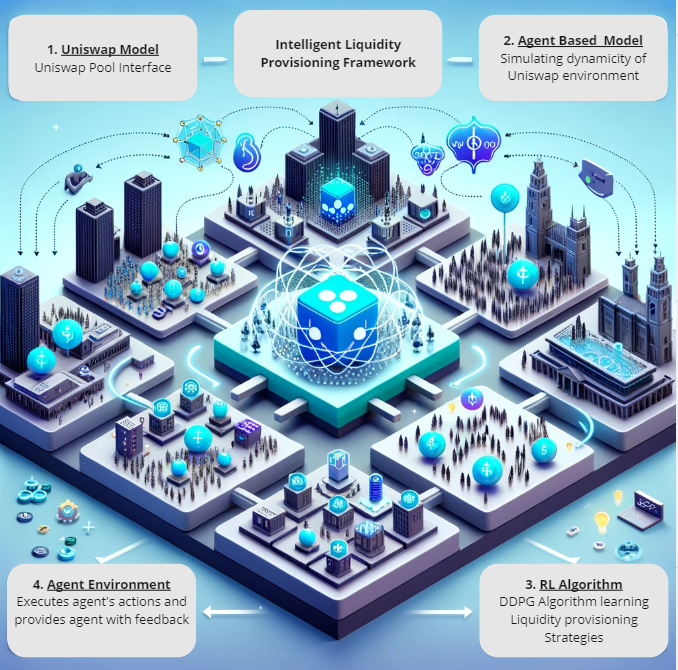 1. Uniswap Model
Uniswap Pool Interface
Intelligent Liquidity
Provisioning Framework
2. Agent Based  Model
Simulating dynamicity of
Uniswap environment
4. Agent Environment
Executes agent's actions and
provides agent with feedback
3. RL Algorithm
DDPG Algorithm learning
Liquidity provisioning
Strategies